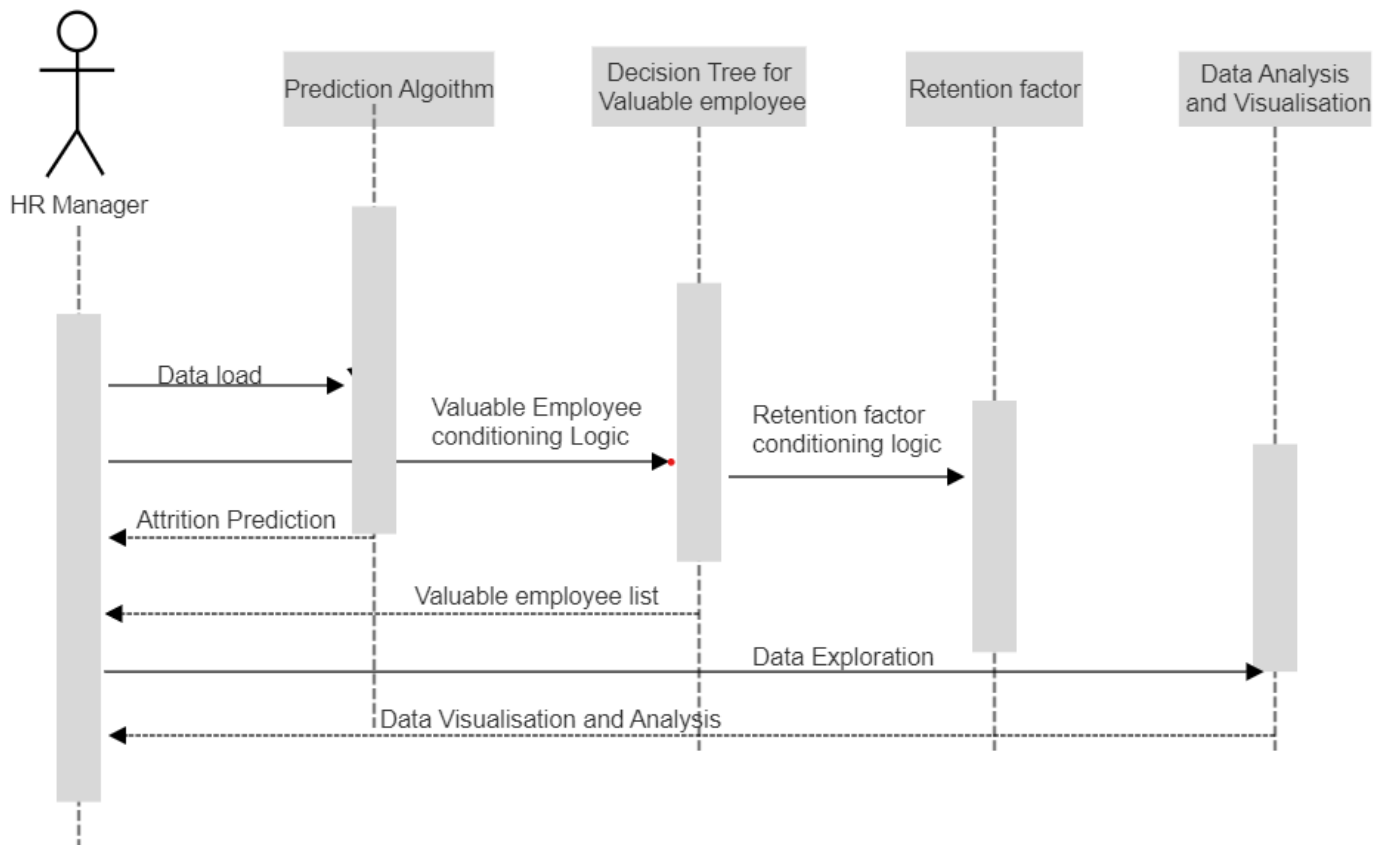 Prediction Algoithm
Decision Tree for
Valuable employee
Retention factor
Data Analysis
and Visualisation
HR Manager
Data load
Valuable Employee
conditioning Logic
Retention factor
conditioning logic
Attrition Prediction
Valuable employee list
Data Exploration
Data Visualisation and Analysis